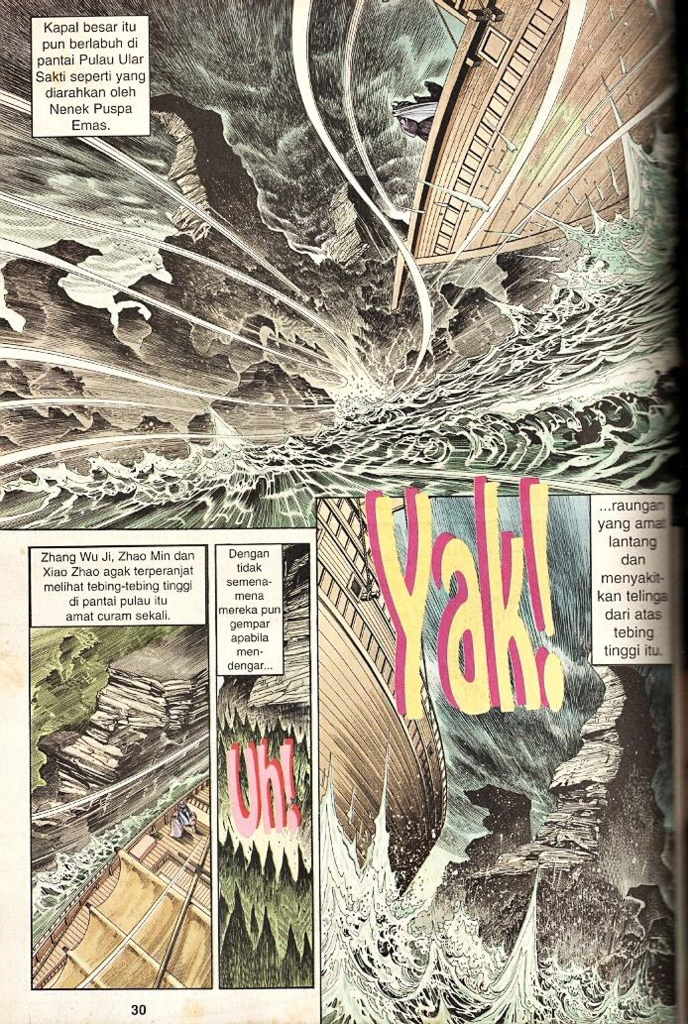 Kapal besar itu
pun berlabuh di
pantai Pulau Ular
Sakti seperti yang
diarahkan oleh
Nenek Puspa
Emas.
Zhang Wu Ji, Zhao Min dan
Xiao Zhao agak terperanjat
melihat tebing-tebing tinggi
di pantai pulau itu
amat curam sekali.
Dengan
tidak
semena-
mena
mereka pun
gempar
apabila
men-
dengar...
Uh!
Yak!
...raungan
yang amat
lantang
dan
menyakit-
kan telinga
dari atas
tebing
tinggi itu.
30